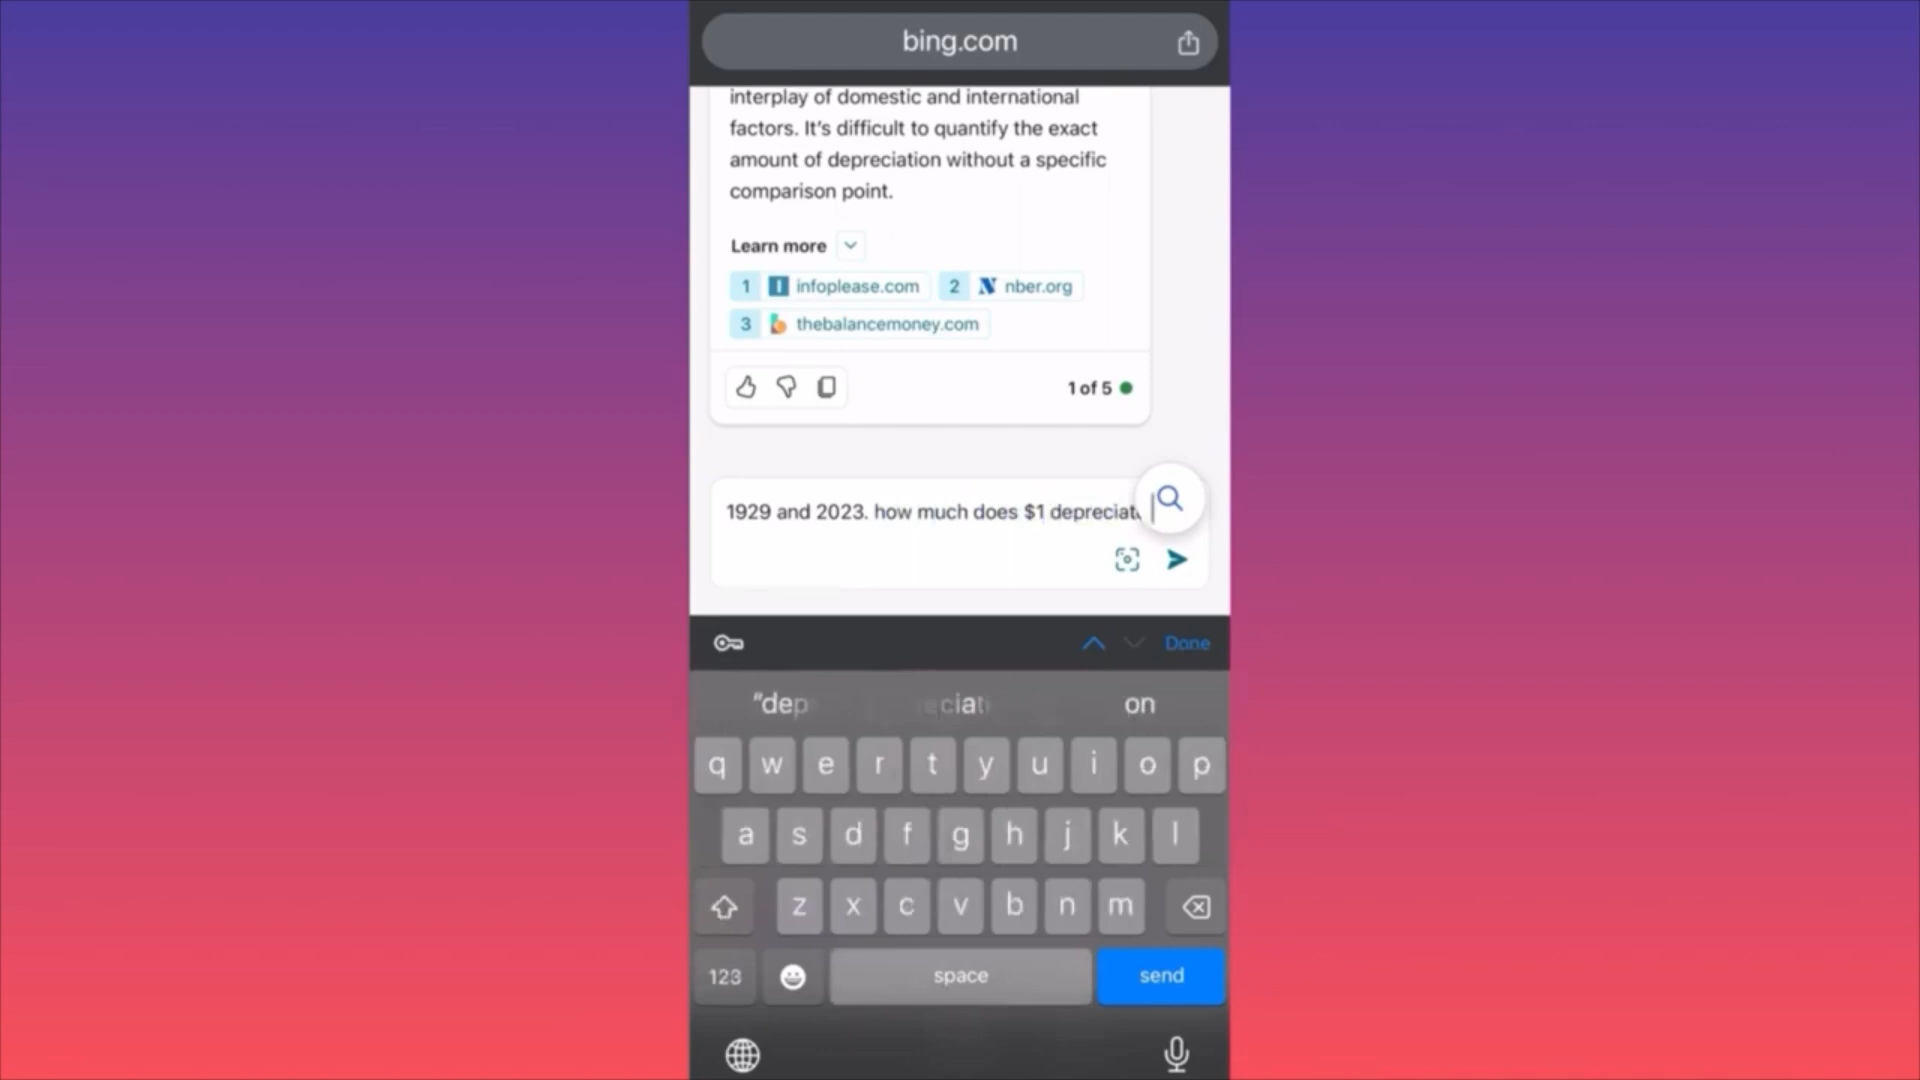 bing.com
interplay of domestic and international
factors. It's difficult to quantify the exact
amount of depreciation without a specific
comparison point.
Learn more
1 infoplease.com 2 nber.org
3 thebalancemoney.com
1 of 5
1929 and 2023. how much does $1
Done
on
q w e r t y u i o p
a s d f g h j k l
z x c v b n m
123 space send